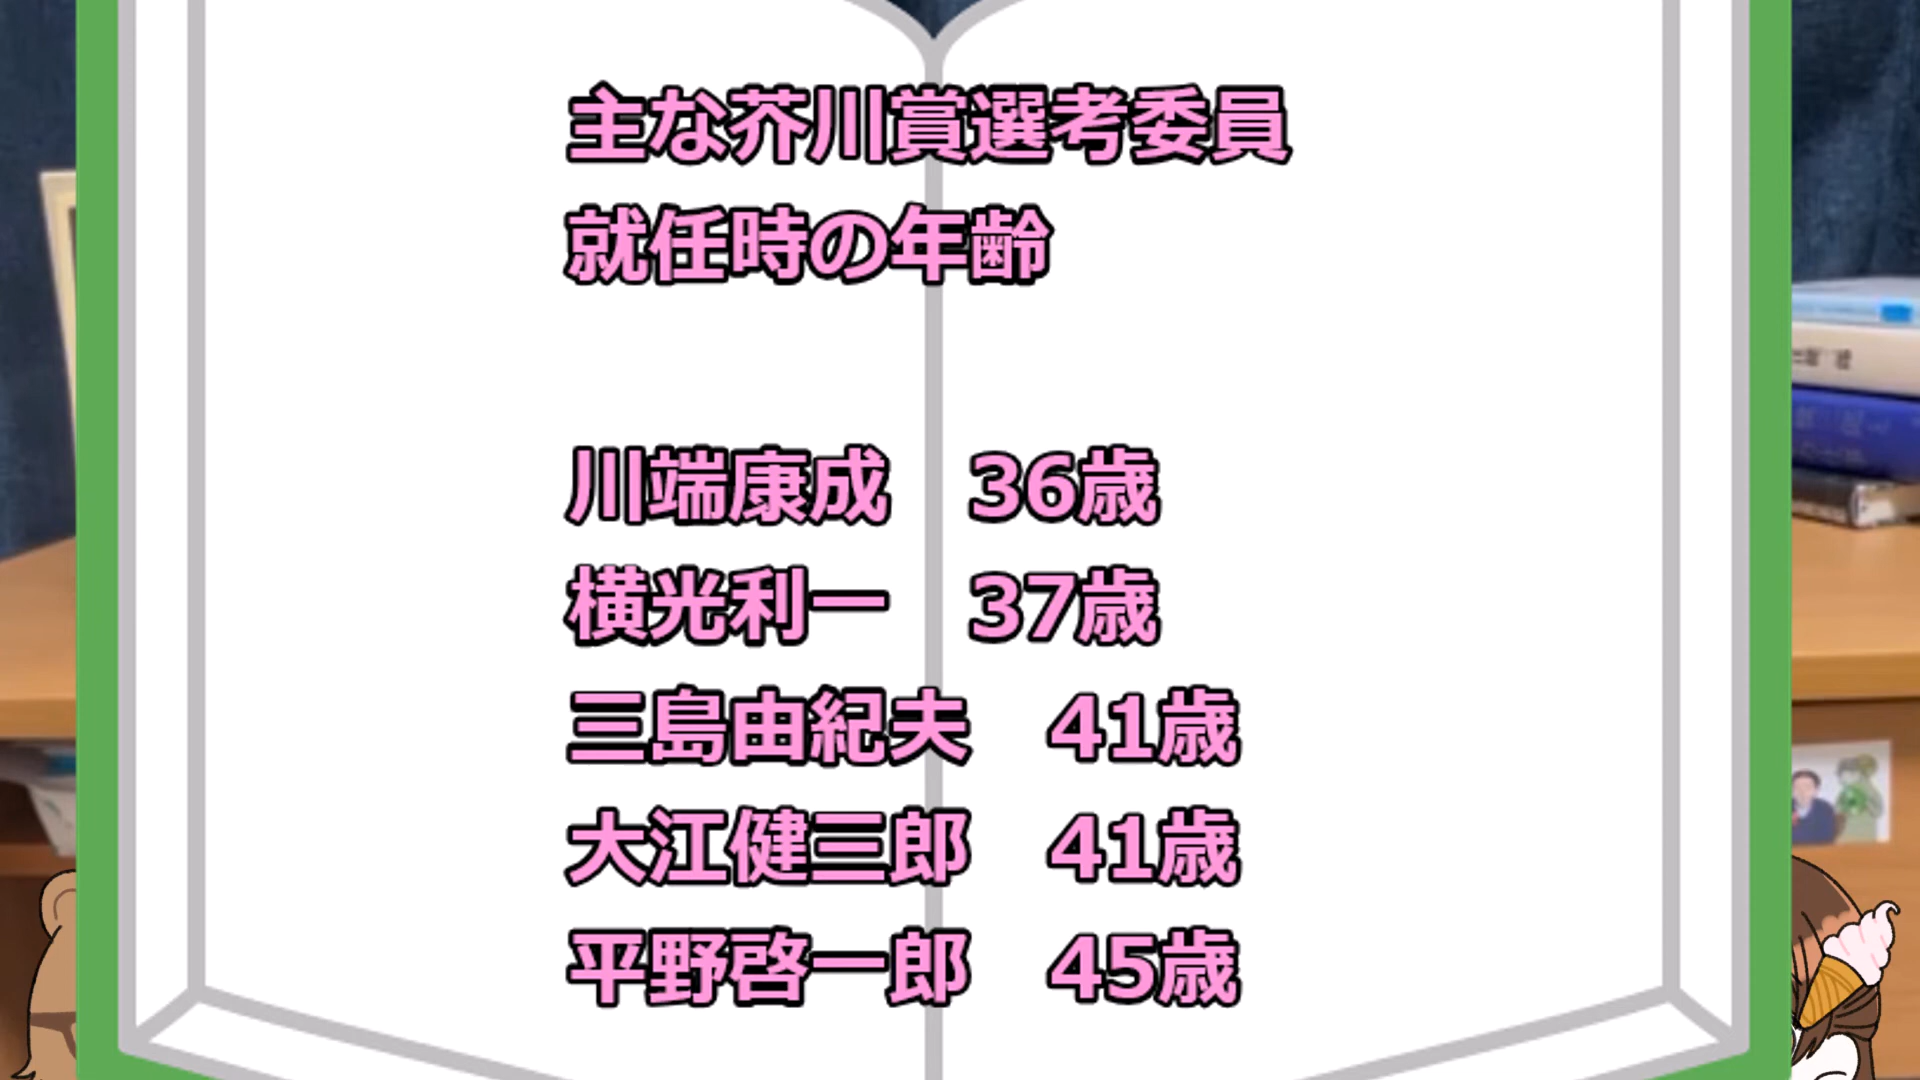 主な芥川賞選考委員
就任時の年齢
川端康成　36歳
横光利一　37歳
三島由紀夫　41歳
大江健三郎　41歳
平野啓一郎　45歳